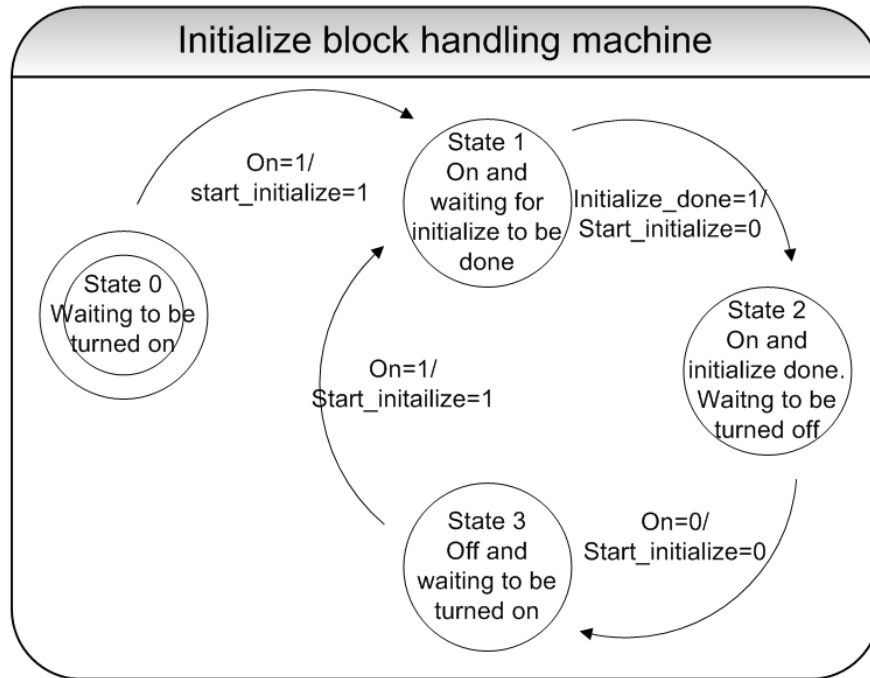 Initialize block handling machine
On=1/
start_initialize=1
State 1
On and
waiting for
initialize to be
done
Initialize_done=1/
Start_initialize=0
State 0
Waiting to be
turned on
State 2
On and
initialize done.
Waitng to be
turned off
On=1/
Start_initailize=1
State 3
Off and
waiting to be
turned on
On=0/
Start_initialize=0